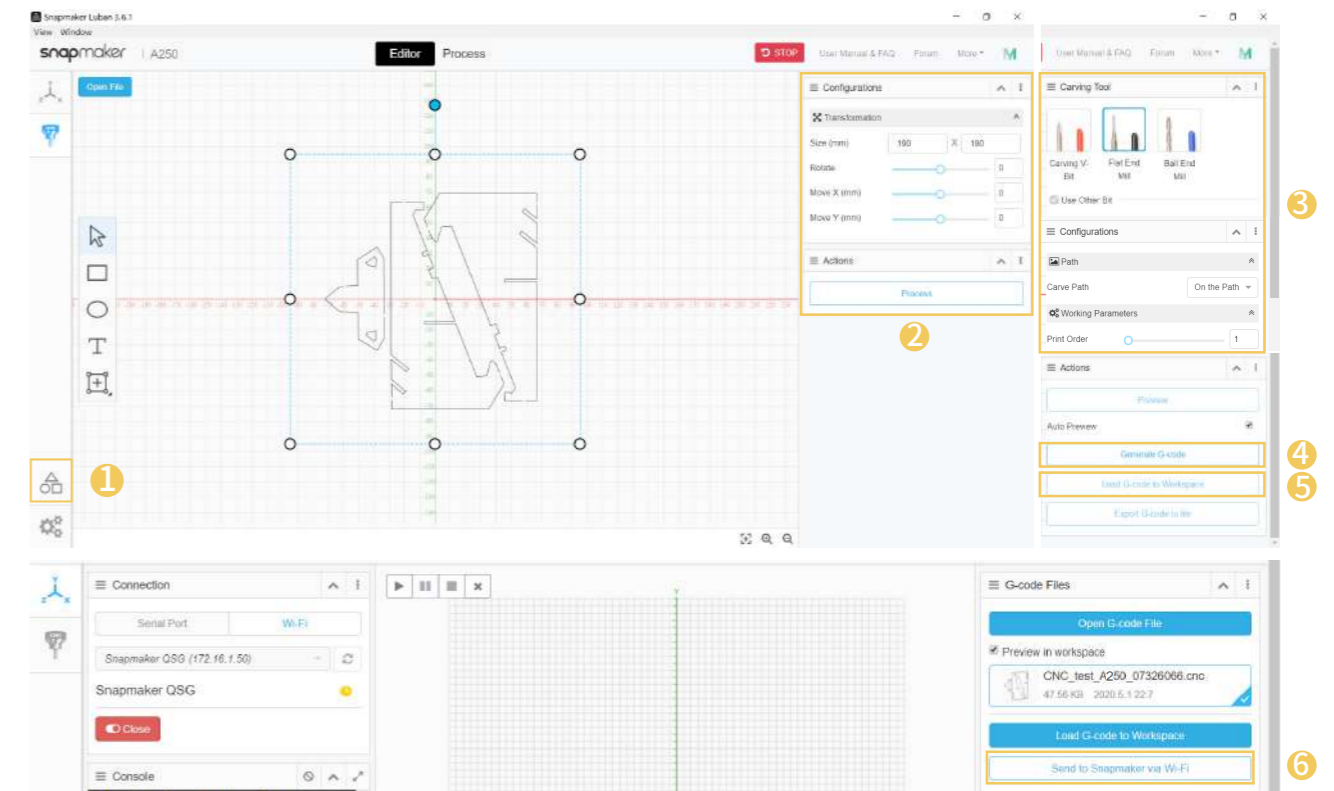 Snapmaker Luban 3.6.1
View Window
snapmaker | A250
Editor Process
STOP
User Manual & FAQ Forum More
User Manual & FAQ Forum More
Open File
Configurations
Transformation
Size (mm) 190 X 190
Rotate 0
Move X (mm) 0
Move Y (mm) 0
Actions
Process
2
Carving Tool
Carving V-Bit
Flat End Mill
Ball End Mill
Use Other Bit
3
Configurations
Path
Carve Path On the Path
Working Parameters
Print Order 1
Actions
Preview
Auto Preview
Generate G-code
4
Load G-code to Workspace
5
Export G-code to file
T
1
Connection
Serial Port Wi-Fi
Snapmaker QSG (172.16.1.50)
Snapmaker QSG
Close
Console
Y
G-code Files
Open G-code File
Preview in workspace
CNC_test_A250_07326066.cnc
47.56 KB 2020.5.1 22:7
Load G-code to Workspace
Send to Snapmaker via Wi-Fi
6